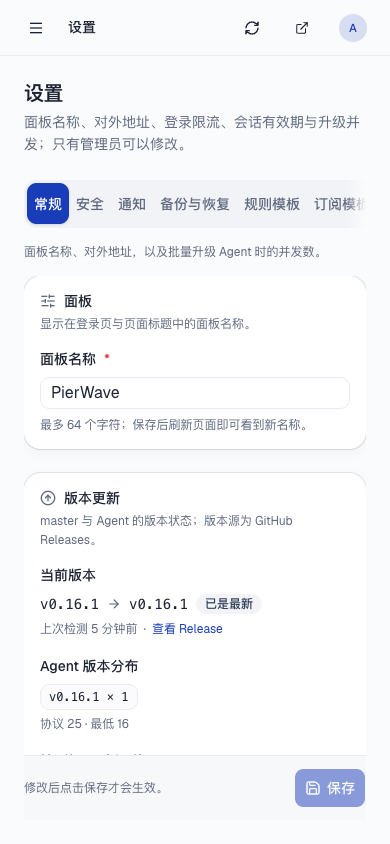 设置
A
设置
面板名称、对外地址、登录限流、会话有效期与升级并
发；只有管理员可以修改。
常规 安全 通知 备份与恢复 规则模板 订阅模板
面板名称、对外地址，以及批量升级 Agent 时的并发数。
面板
显示在登录页与页面标题中的面板名称。
面板名称 *
PierWave
最多 64 个字符；保存后刷新页面即可看到新名称。
版本更新
master 与 Agent 的版本状态；版本源为 GitHub
Releases。
当前版本
v0.16.1 → v0.16.1 已是最新
上次检测 5 分钟前 · 查看 Release
Agent 版本分布
v0.16.1 × 1
协议 25 · 最低 16
修改后点击保存才会生效。
保存